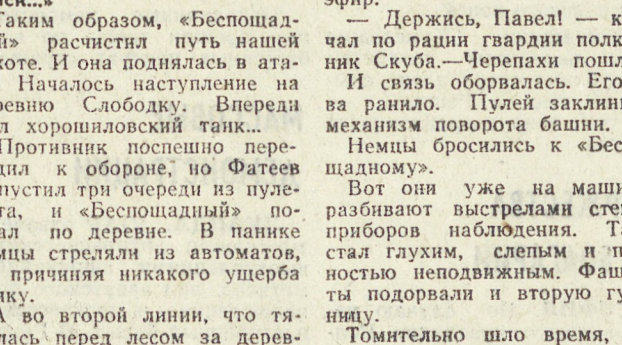 аким образом, «Беспощад-
й» расчистил путь нашей
хоте. И она поднялась в ата-
Началось наступление на
ревню Слободку. Впереди
л хорошиловский танк...
Противник поспешно пере-
дил к обороне, но Фатеев
пустил три очереди из пуле-
та, и «Беспощадный» по-
ал по деревне. В панике
мцы стреляли из автоматов,
причиняя никакого ущерба
нку.
А во второй линии, что тя-
лась перед лесом за дерев-
эфир.
— Держись, Павел! — к
чал по рации гвардии полк
ник Скуба.—Черепахи пошл
И связь оборвалась. Его
ва ранило. Пулей заклини
механизм поворота башни.
Немцы бросились к «Бес
щадному».
Вот они уже на маши
разбивают выстрелами сте
приборов наблюдения. Та
стал глухим, слепым и п
ностью неподвижным. Фаш
ты подорвали и вторую гу
ницу.
Томительно шло время,